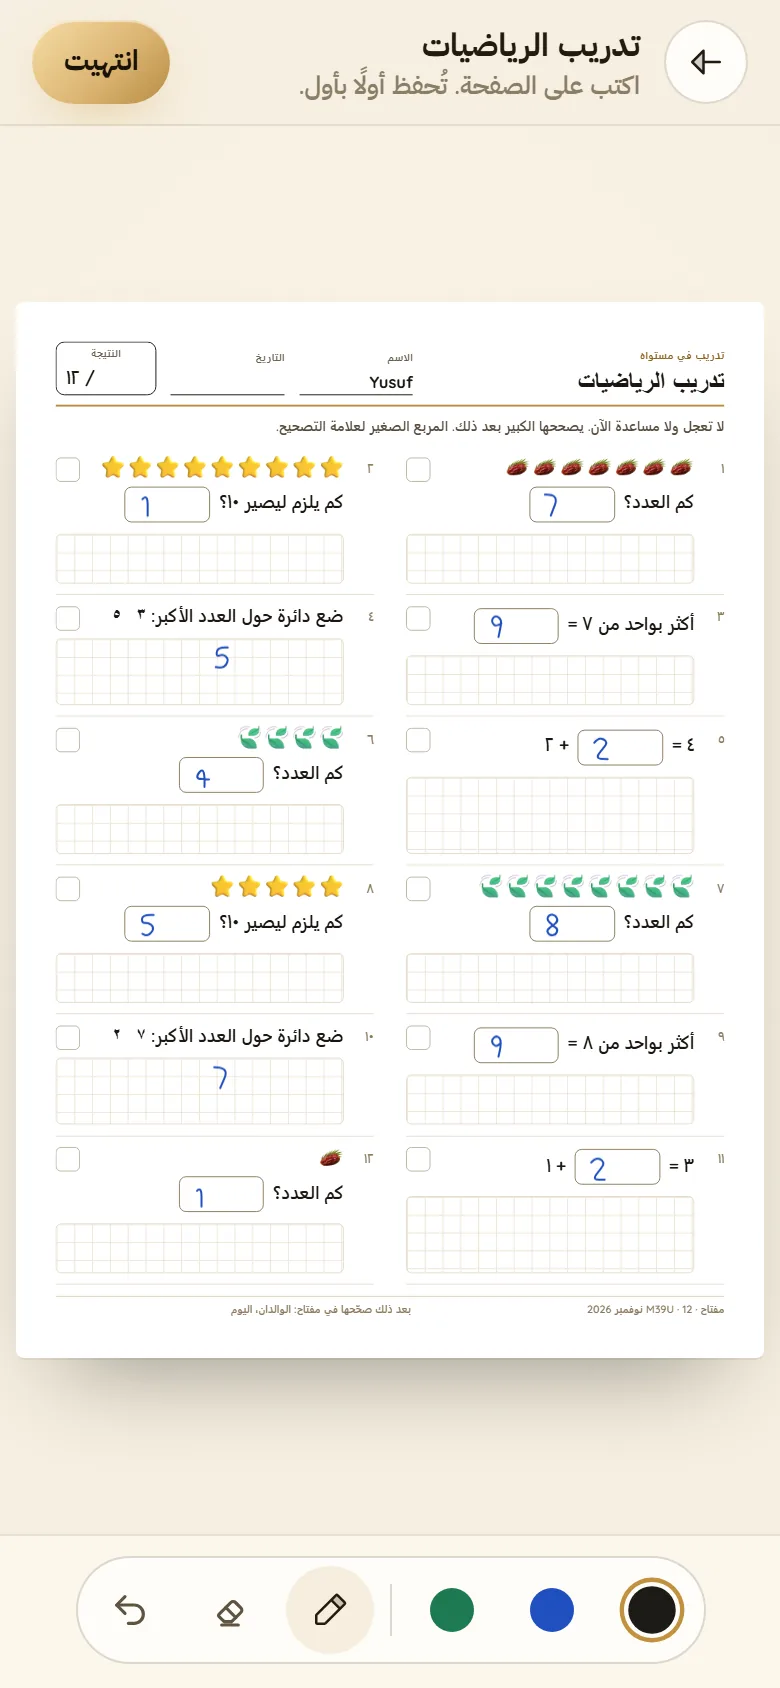 تدريب الرياضيات
اكتب على الصفحة. تُحفظ أولًا بأول.
انتهيت
تدريب في مستواه
تدريب الرياضيات
الاسم
Yusuf
التاريخ
النتيجة
/ ١٢
لا تعجل ولا مساعدة الآن. يصححها الكبير بعد ذلك. المربع الصغير لعلامة التصحيح.
١
كم العدد؟ 7
٢
كم يلزم ليصير ١٠؟ 1
٣ أكثر بواحد من ٧ = 9
٤ ضع دائرة حول العدد الأكبر: ٣ ٥
5
٥ ٤ = 2 + ٢
٦
كم العدد؟ 4
٧
كم العدد؟ 8
٨
كم يلزم ليصير ١٠؟ 5
٩ أكثر بواحد من ٨ = 9
١٠ ضع دائرة حول العدد الأكبر: ٧ ٢
7
١١ ٣ = 2 + ١
١٢
كم العدد؟ 1
مفتاح · M39U · 12 نوفمبر 2026
بعد ذلك صحّحها في مفتاح: الوالدان، اليوم